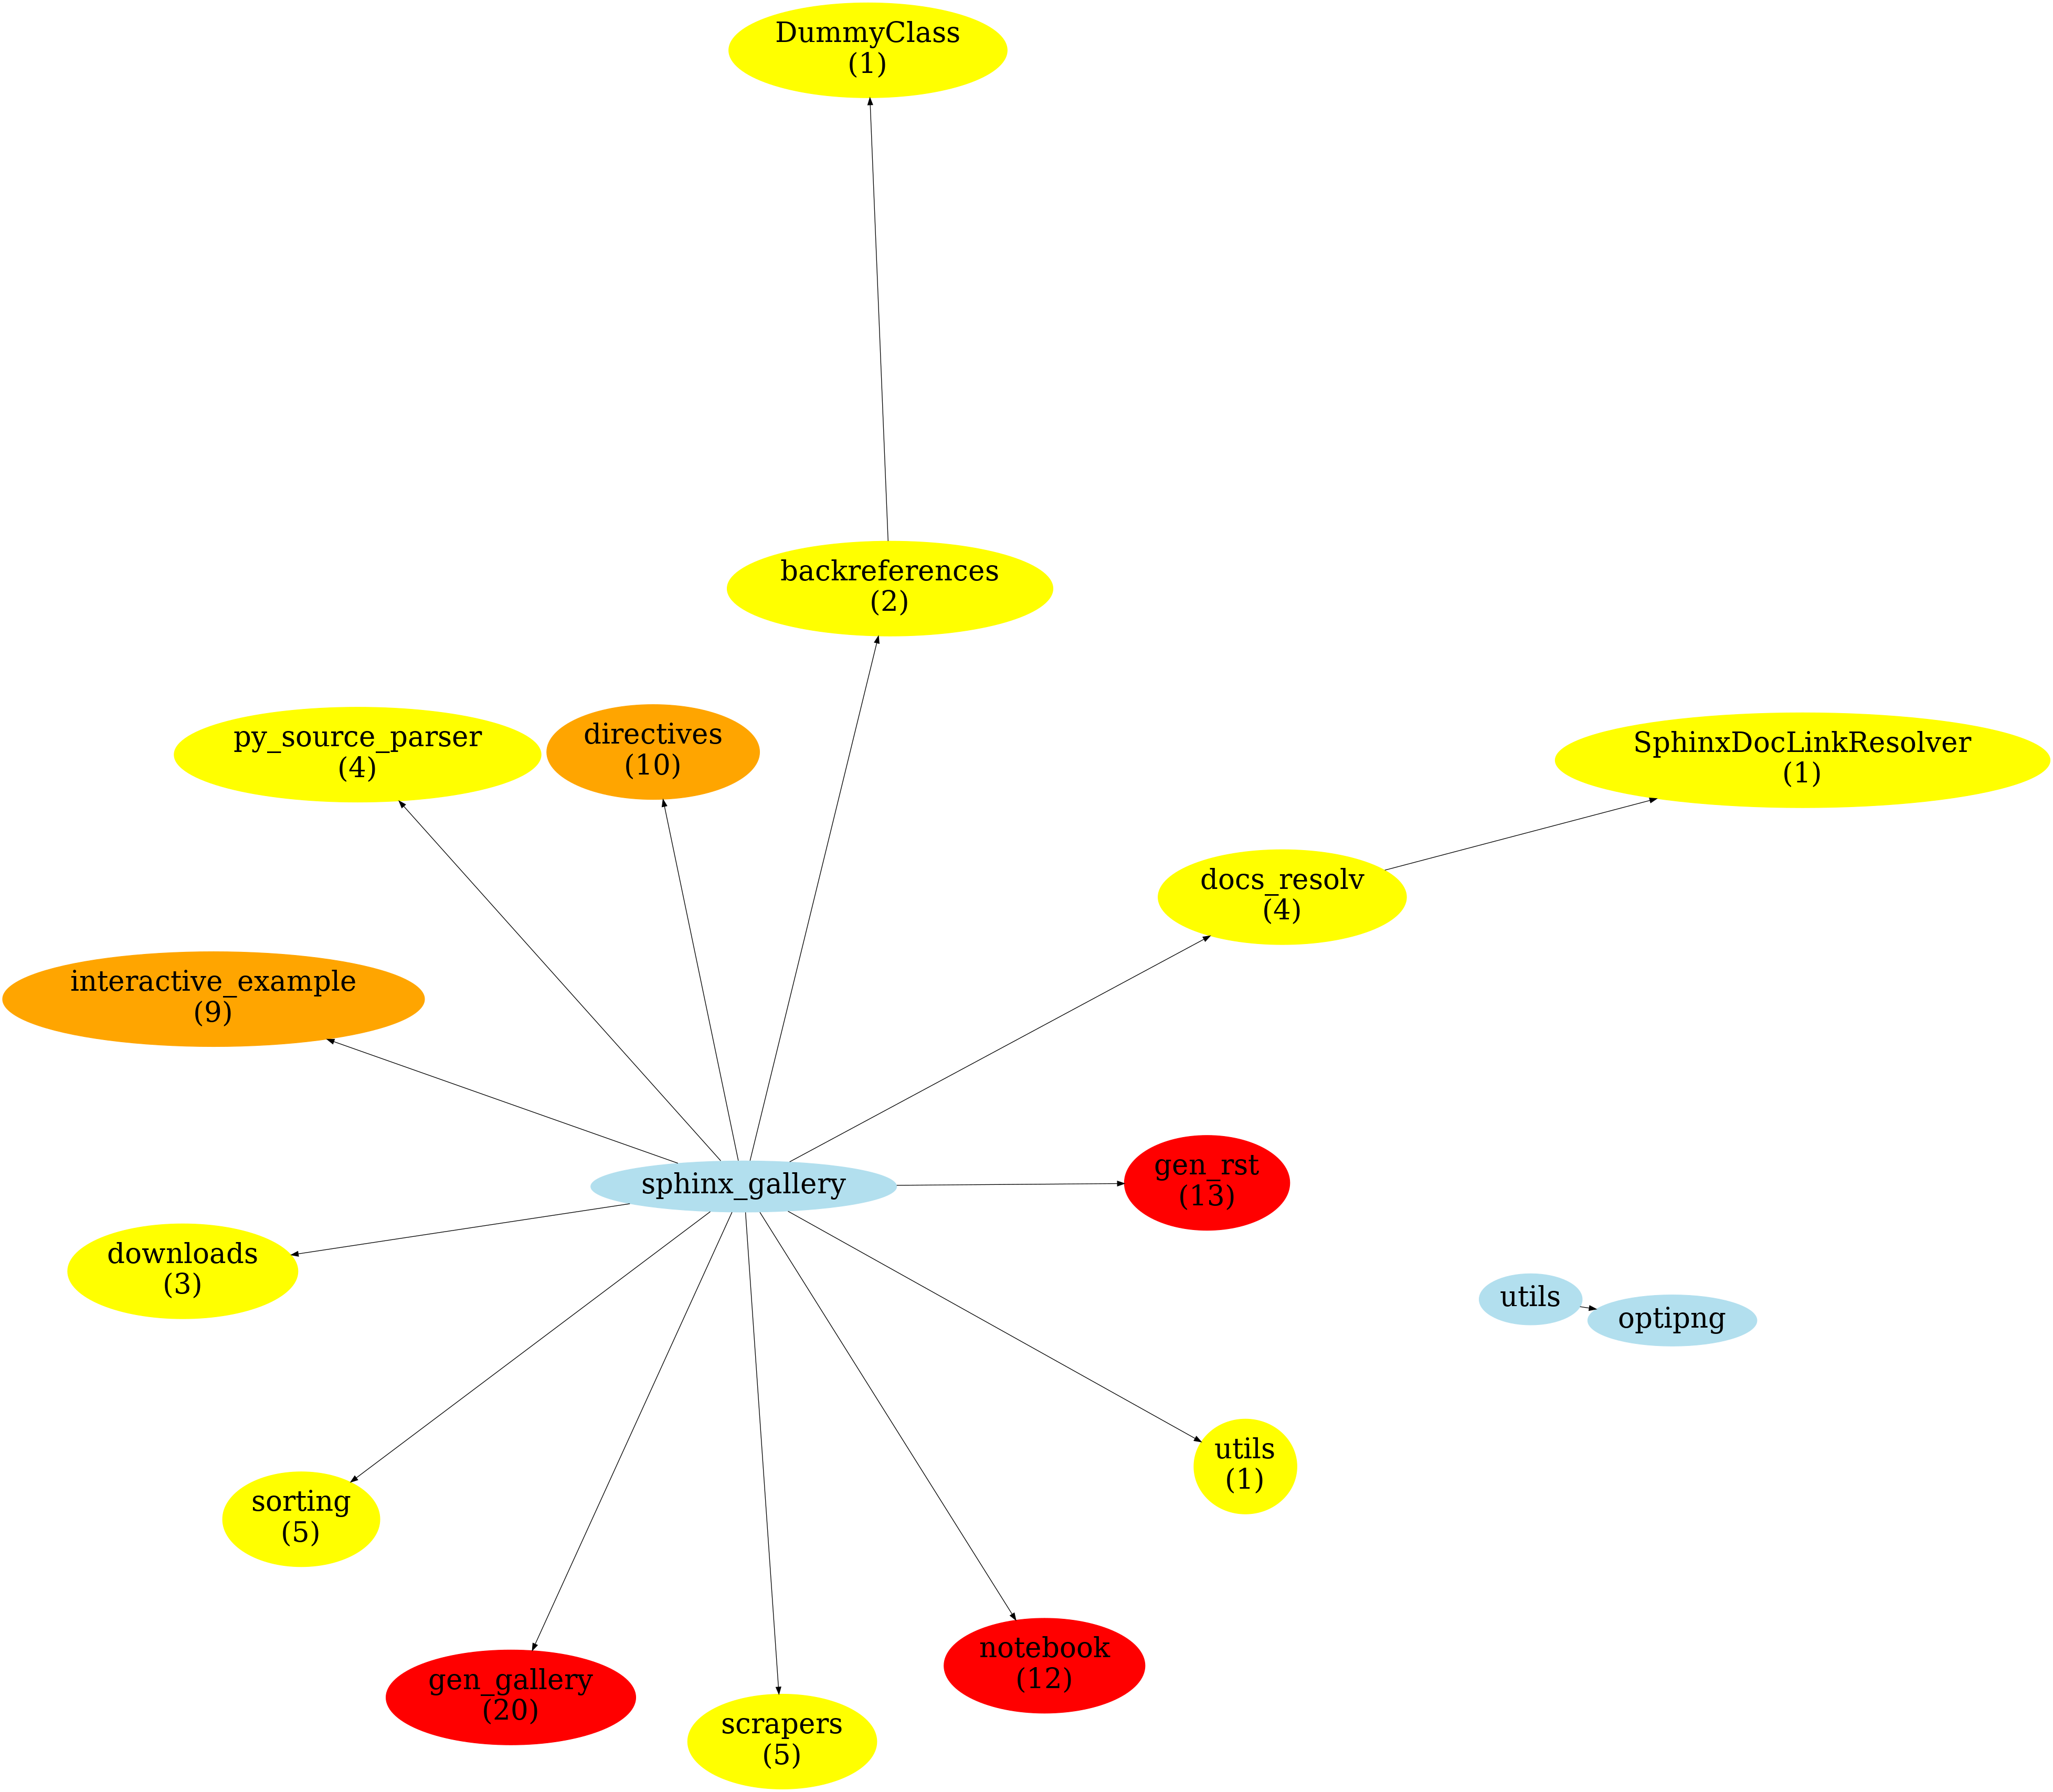 DummyClass
(1)
backreferences
(2)
py_source_parser
(4)
directives
(10)
SphinxDocLinkResolver
(1)
docs_resolv
(4)
interactive_example
(9)
gen_rst
(13)
sphinx_gallery
downloads
(3)
utils
optipng
utils
(1)
sorting
(5)
notebook
(12)
gen_gallery
(20)
scrapers
(5)